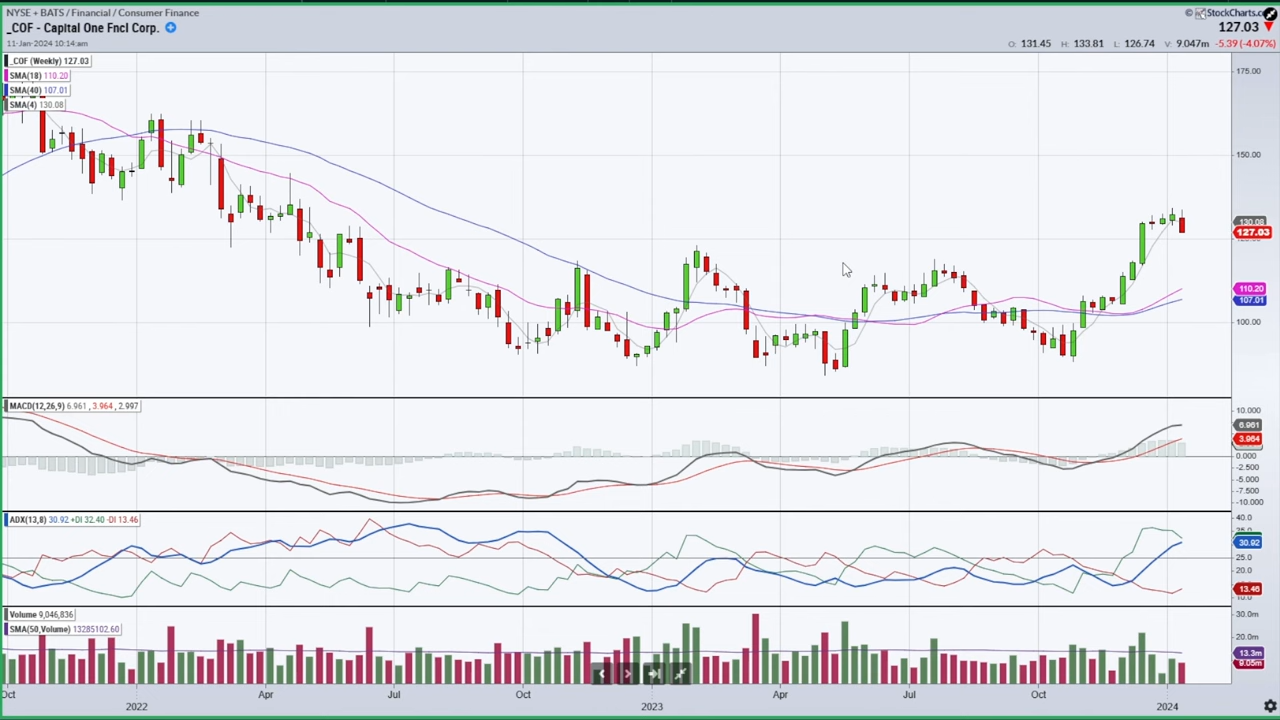 NYSE + BATS / Financial / Consumer Finance
© StockCharts.c
_COF - Capital One Fncl Corp.
127.03
11-Jan-2024 10:14:am
O: 131.45 H: 133.81 L: 126.74 V: 9.047m -5.39 (-4.07%)
_COF (Weekly) 127.03
SMA(18) 110.20
SMA(40) 107.01
SMA(4) 130.08
175.00
150.00
130.08
127.03
110.20
107.01
100.00
MACD(12,26,9) 6.961 , 3.964 , 2.997
10.000
6.961
3.964
0.000
-2.500
-5.000
-7.500
-10.000
ADX(13,8) 30.92 +DI 32.40 -DI 13.46
40.0
30.92
25.0
20.0
13.46
10.0
Volume 9,046,836
SMA(50,Volume) 13285102.60
30.0m
20.0m
13.3m
9.05m
Oct Apr Jul Oct Apr Jul Oct
2022 2023 2024